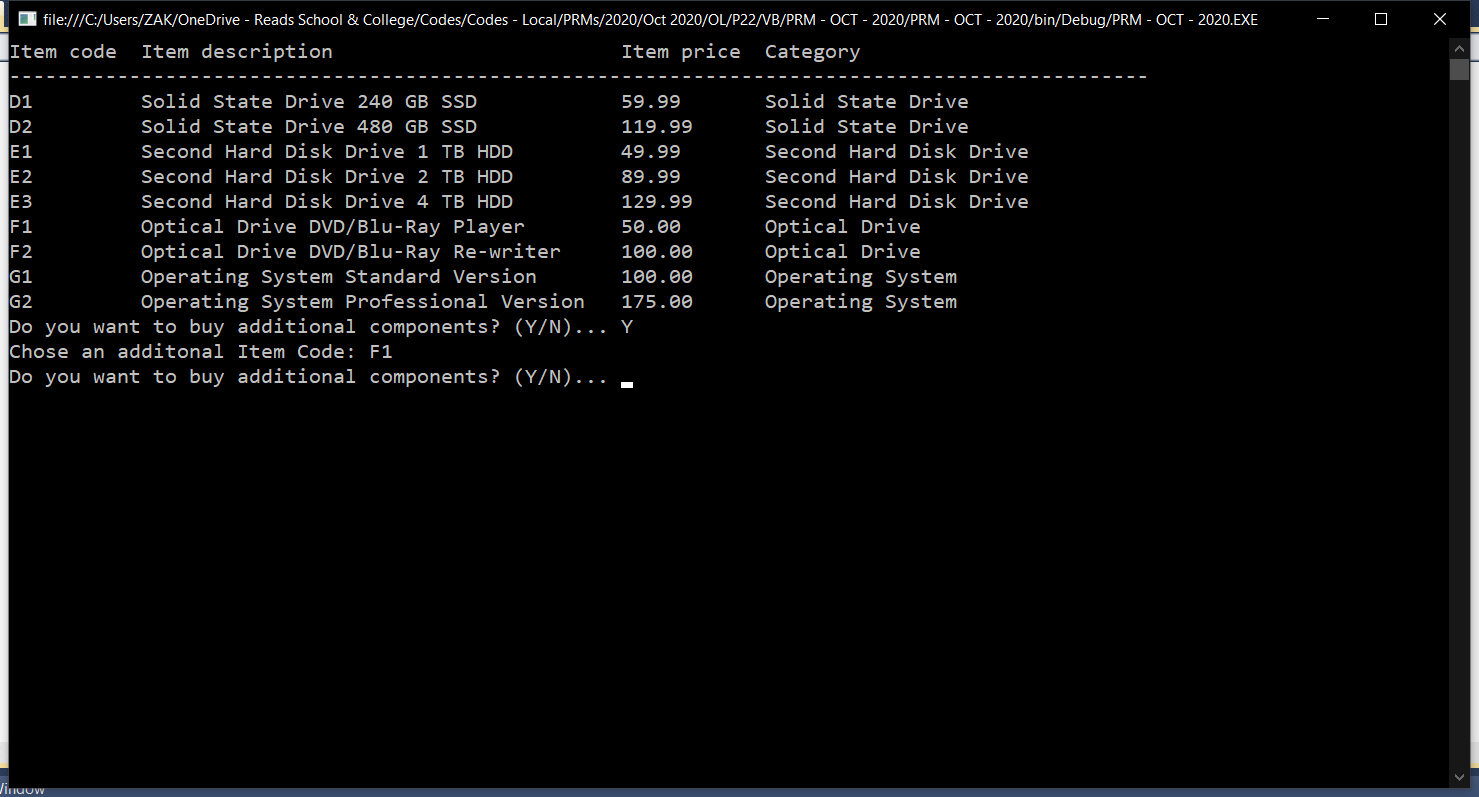 file:///C:/Users/ZAK/OneDrive - Reads School & College/Codes/Codes - Local/PRMs/2020/Oct 2020/OL/P22/VB/PRM - OCT - 2020/PRM - OCT - 2020/bin/Debug/PRM - OCT - 2020.EXE
Item code  Item description                        Item price  Category
-----------------------------------------------------------------------------------------------
D1         Solid State Drive 240 GB SSD            59.99       Solid State Drive
D2         Solid State Drive 480 GB SSD            119.99      Solid State Drive
E1         Second Hard Disk Drive 1 TB HDD         49.99       Second Hard Disk Drive
E2         Second Hard Disk Drive 2 TB HDD         89.99       Second Hard Disk Drive
E3         Second Hard Disk Drive 4 TB HDD         129.99      Second Hard Disk Drive
F1         Optical Drive DVD/Blu-Ray Player        50.00       Optical Drive
F2         Optical Drive DVD/Blu-Ray Re-writer     100.00      Optical Drive
G1         Operating System Standard Version       100.00      Operating System
G2         Operating System Professional Version   175.00      Operating System
Do you want to buy additional components? (Y/N)... Y
Chose an additonal Item Code: F1
Do you want to buy additional components? (Y/N)...